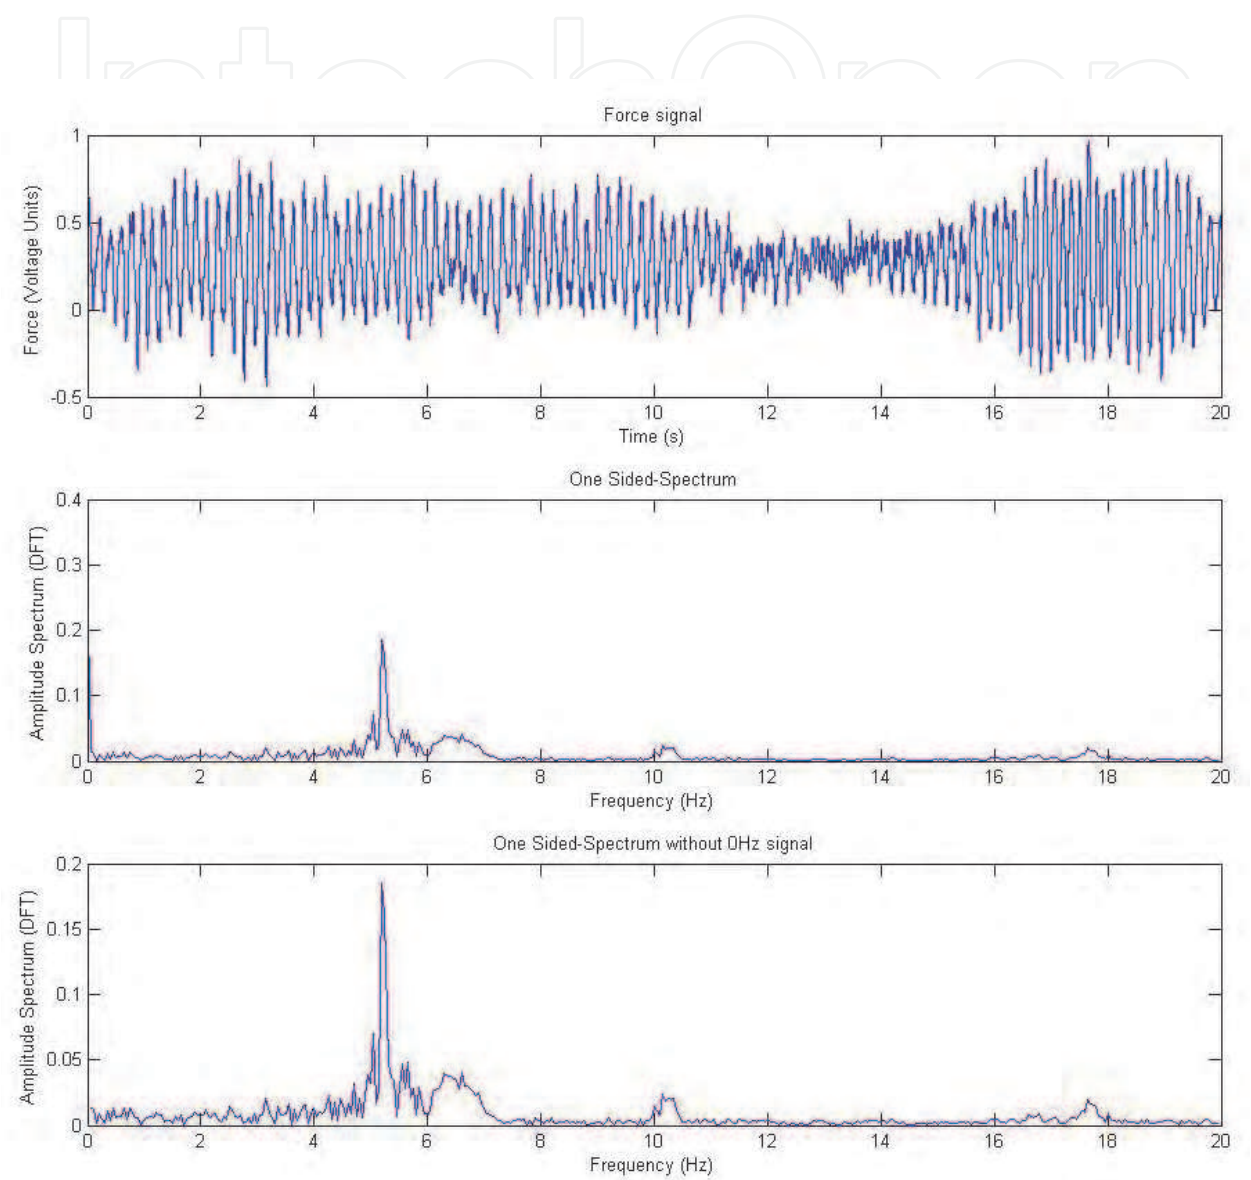 IntechOpen
Force signal
Force (Voltage Units)
1
0.5
0
-0.5
0 2 4 6 8 10 12 14 16 18 20
Time (s)
One Sided-Spectrum
Amplitude Spectrum (DFT)
0.4
0.3
0.2
0.1
0
0 2 4 6 8 10 12 14 16 18 20
Frequency (Hz)
One Sided-Spectrum without 0Hz signal
Amplitude Spectrum (DFT)
0.2
0.15
0.1
0.05
0
0 2 4 6 8 10 12 14 16 18 20
Frequency (Hz)